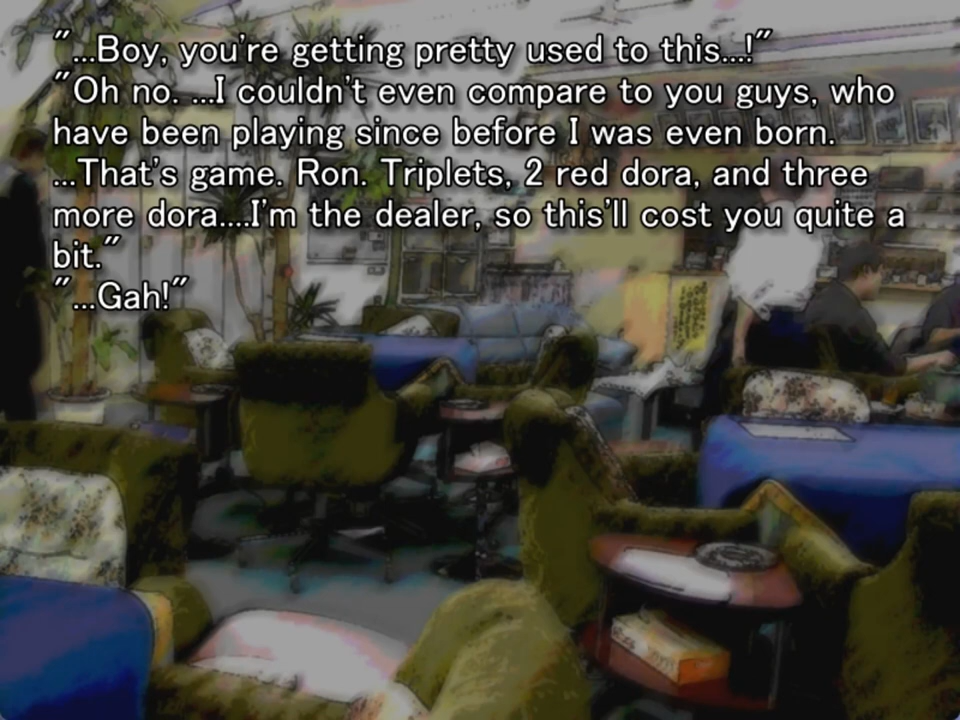 "...Boy, you're getting pretty used to this...!"
"Oh no. ...I couldn't even compare to you guys, who
have been playing since before I was even born.
...That's game. Ron. Triplets, 2 red dora, and three
more dora....I'm the dealer, so this'll cost you quite a
bit."
"...Gah!"